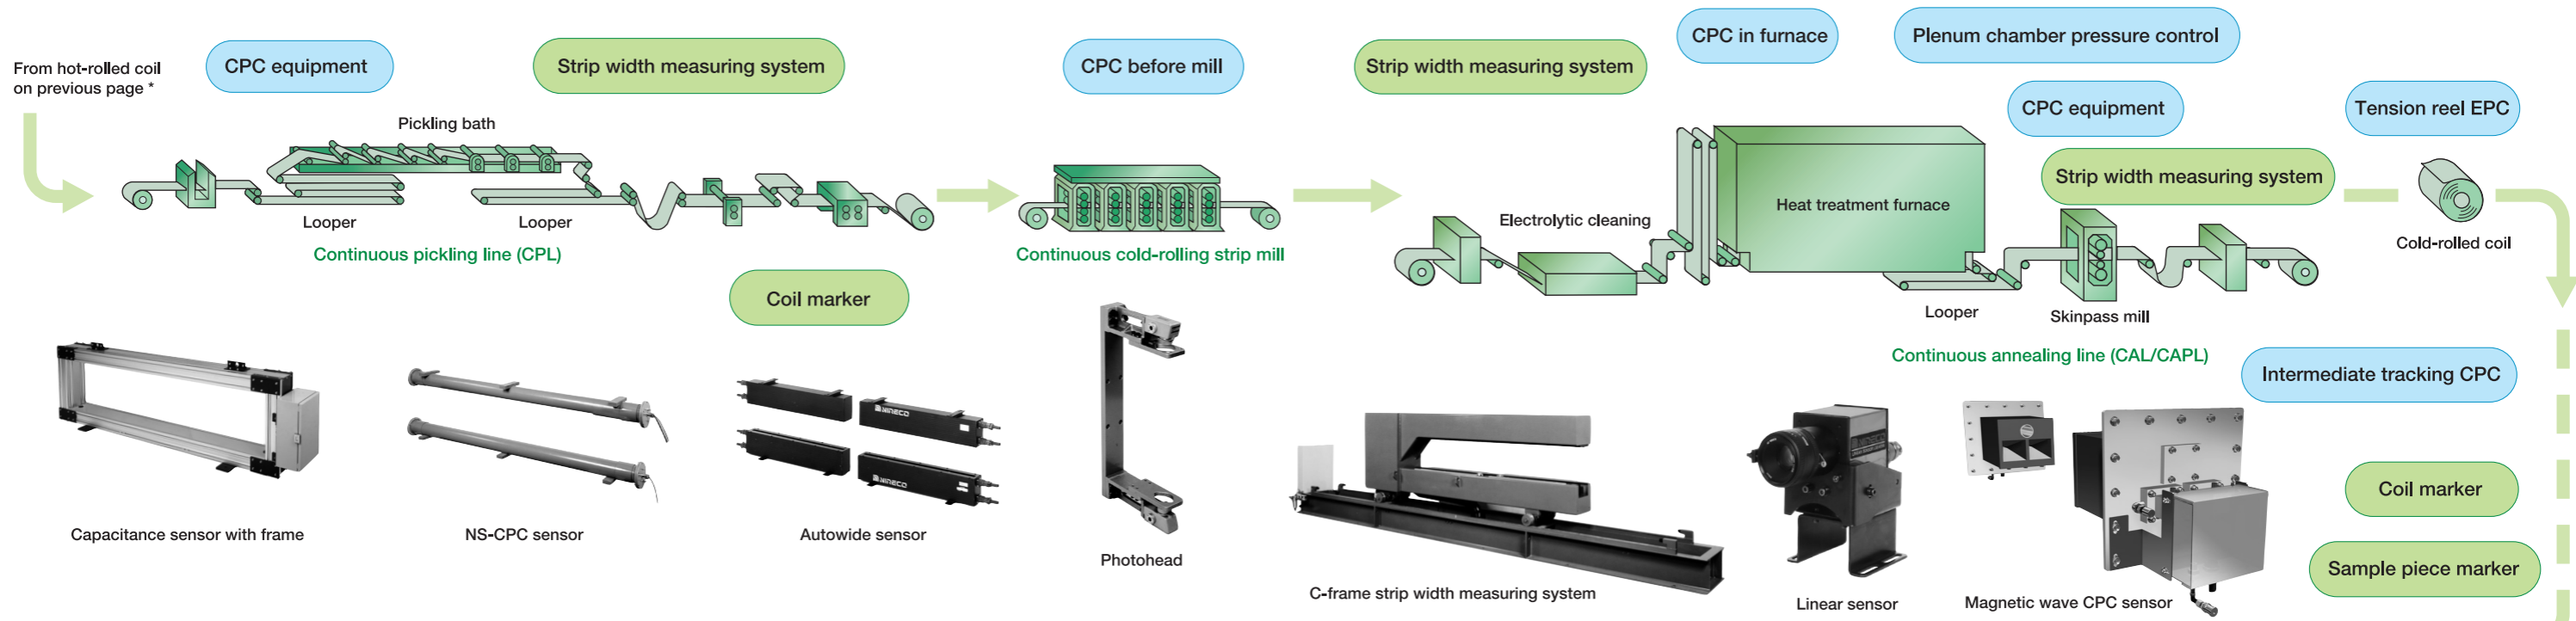 From hot-rolled coil
on previous page *
CPC equipment
Strip width measuring system
CPC before mill
Strip width measuring system
CPC in furnace
Plenum chamber pressure control
CPC equipment
Tension reel EPC
Strip width measuring system
Pickling bath
Looper
Looper
Continuous pickling line (CPL)
Continuous cold-rolling strip mill
Electrolytic cleaning
Heat treatment furnace
Looper
Skinpass mill
Continuous annealing line (CAL/CAPL)
Cold-rolled coil
Coil marker
Intermediate tracking CPC
Coil marker
Sample piece marker
NIRECO
NIRECO
Capacitance sensor with frame
NS-CPC sensor
Autowide sensor
Photohead
C-frame strip width measuring system
Linear sensor
Magnetic wave CPC sensor